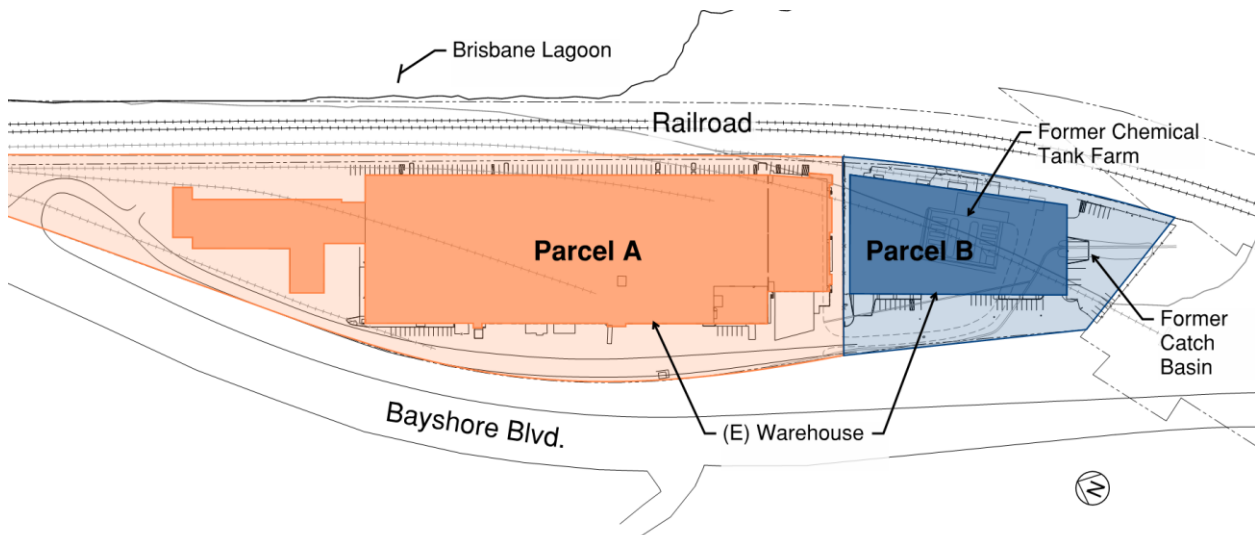 Brisbane Lagoon
Railroad
Former Chemical
Tank Farm
Parcel A
Parcel B
Former
Catch
Basin
(E) Warehouse
Bayshore Blvd.
N